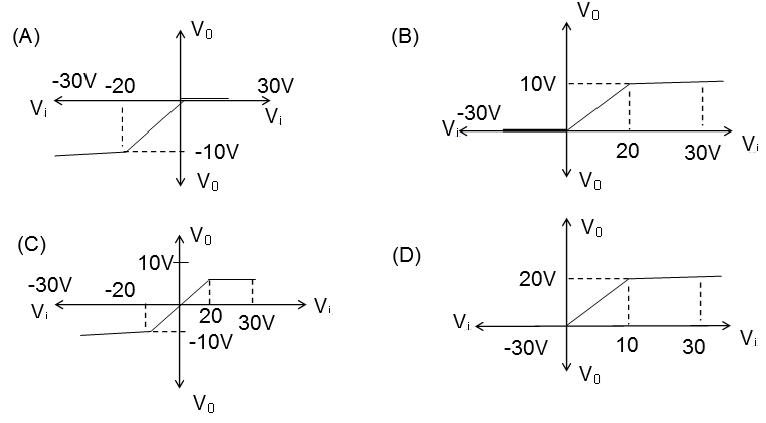 (A)
V₀
-30V -20
30V
Vᵢ
Vᵢ
-10V
V₀
(B)
V₀
10V
-30V
Vᵢ
20
30V
Vᵢ
V₀
(C)
V₀
10V
-30V
-20
Vᵢ
20
30V
Vᵢ
-10V
V₀
(D)
V₀
20V
Vᵢ
-30V
10
30
Vᵢ
V₀